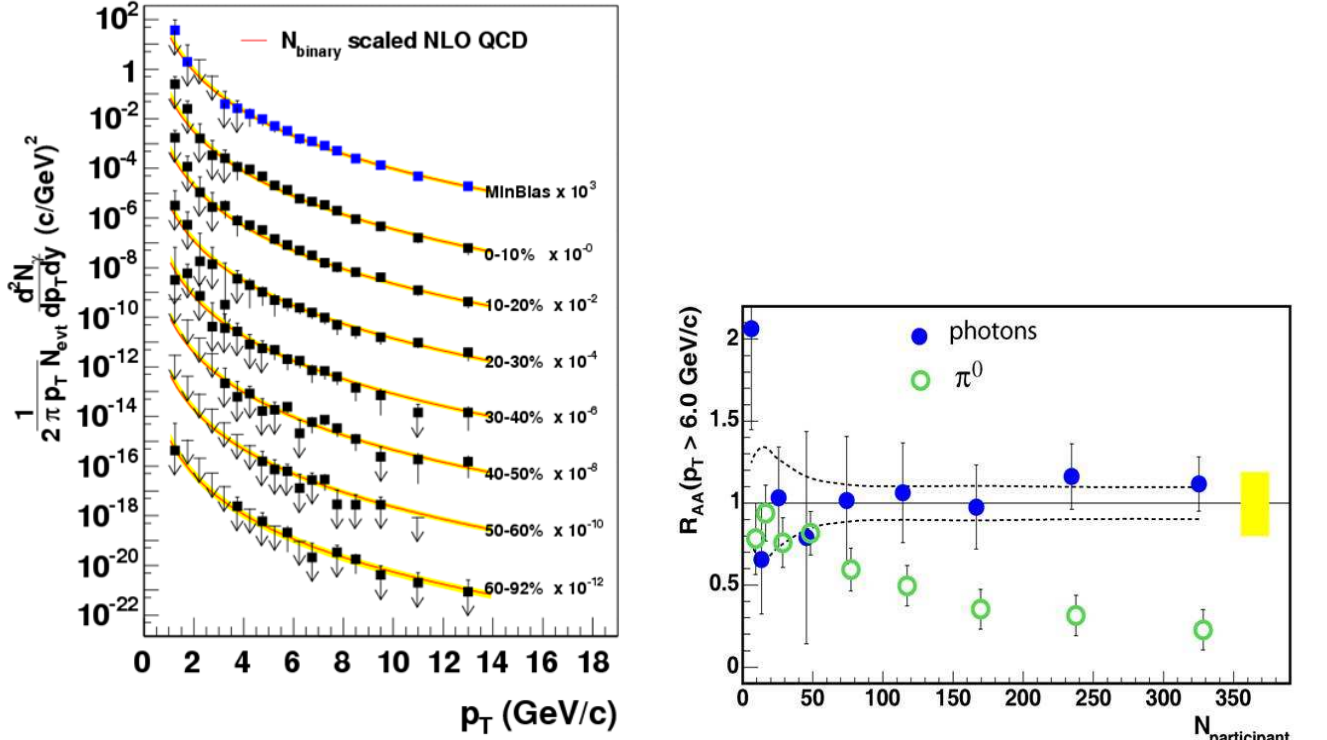 10²
1
10⁻²
10⁻⁴
10⁻⁶
10⁻⁸
10⁻¹⁰
10⁻¹²
10⁻¹⁴
10⁻¹⁶
10⁻¹⁸
10⁻²⁰
10⁻²²
1/(2 π p_T N_evt) d²N_γ/(dp_T dy) (c/GeV)²
N_binary scaled NLO QCD
MinBias x 10³
0-10% x 10⁻⁰
10-20% x 10⁻²
20-30% x 10⁻⁴
30-40% x 10⁻⁶
40-50% x 10⁻⁸
50-60% x 10⁻¹⁰
60-92% x 10⁻¹²
0 2 4 6 8 10 12 14 16 18
p_T (GeV/c)
R_AA(p_T > 6.0 GeV/c)
2
1.5
1
0.5
0
photons
π⁰
0 50 100 150 200 250 300 350
N_participant